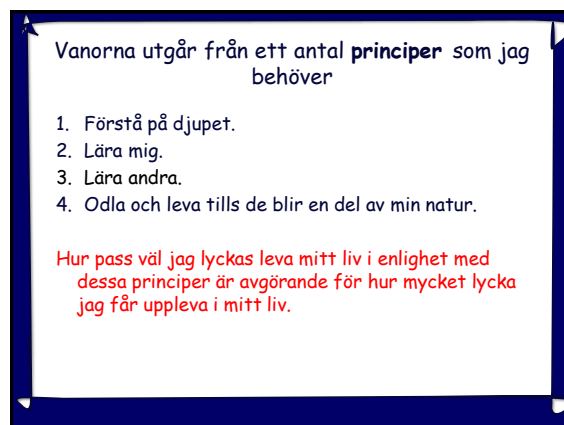 Vanorna utgår från ett antal principer som jag
behöver
1. Förstå på djupet.
2. Lära mig.
3. Lära andra.
4. Odla och leva tills de blir en del av min natur.
Hur pass väl jag lyckas leva mitt liv i enlighet med
dessa principer är avgörande för hur mycket lycka
jag får uppleva i mitt liv.